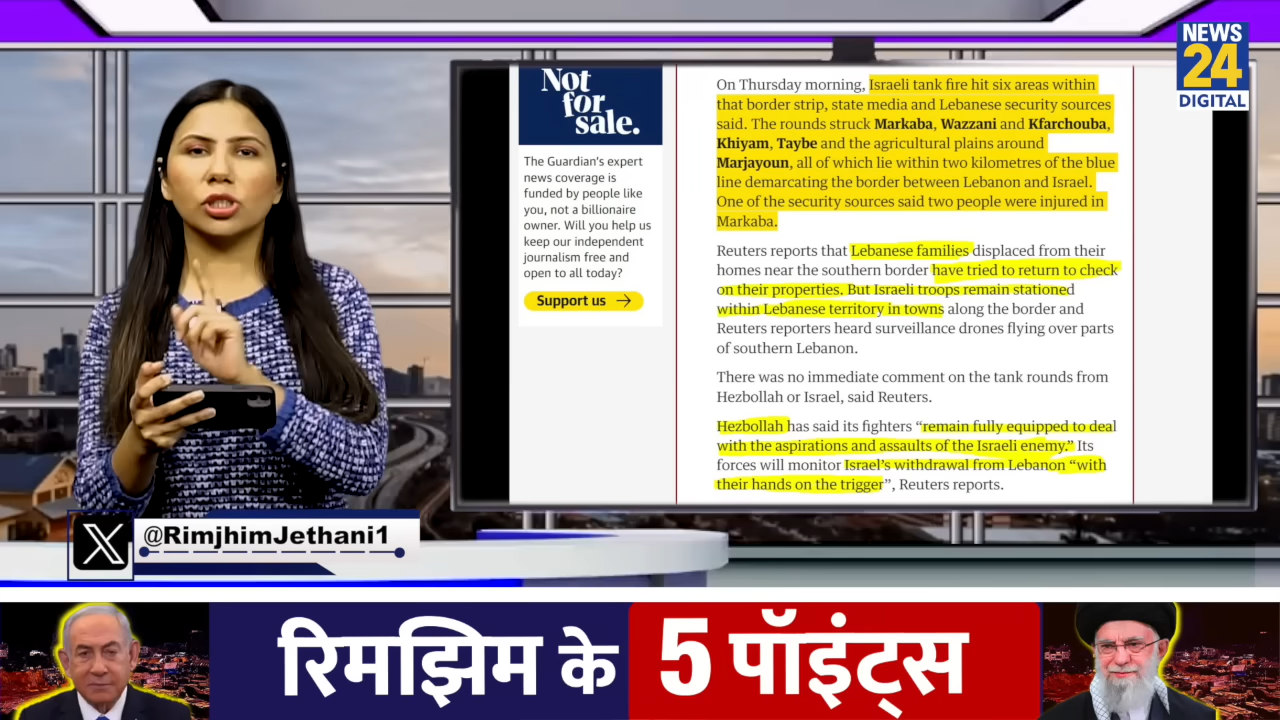 NEWS
24
DIGITAL
Not
for
sale.
The Guardian's expert
news coverage is
funded by people like
you, not a billionaire
owner. Will you help us
keep our independent
journalism free and
open to all today?
Support us →
On Thursday morning, Israeli tank fire hit six areas within
that border strip, state media and Lebanese security sources
said. The rounds struck Markaba, Wazzani and Kfarchouba,
Khiyam, Taybe and the agricultural plains around
Marjayoun, all of which lie within two kilometres of the blue
line demarcating the border between Lebanon and Israel.
One of the security sources said two people were injured in
Markaba.
Reuters reports that Lebanese families displaced from their
homes near the southern border have tried to return to check
on their properties. But Israeli troops remain stationed
within Lebanese territory in towns along the border and
Reuters reporters heard surveillance drones flying over parts
of southern Lebanon.
There was no immediate comment on the tank rounds from
Hezbollah or Israel, said Reuters.
Hezbollah has said its fighters “remain fully equipped to deal
with the aspirations and assaults of the Israeli enemy.” Its
forces will monitor Israel’s withdrawal from Lebanon “with
their hands on the trigger”, Reuters reports.
X @RimjhimJethani1
रिमझिम के 5 पॉइंट्स